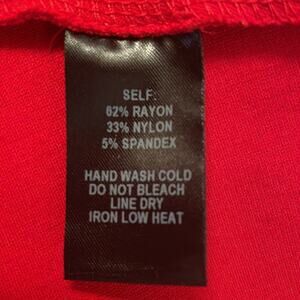 SELF:
62% RAYON
33% NYLON
5% SPANDEX
HAND WASH COLD
DO NOT BLEACH
LINE DRY
IRON LOW HEAT